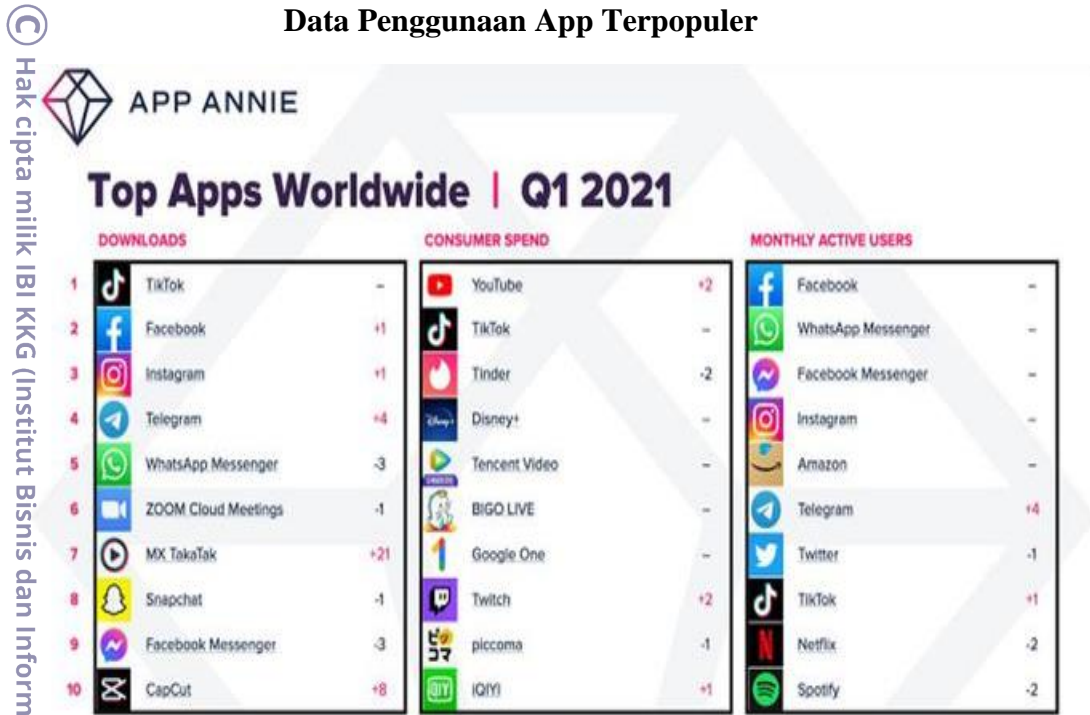 Data Penggunaan App Terpopuler
© Hak cipta milik IBI KKG (Institut Bisnis dan Inform
APP ANNIE
Top Apps Worldwide | Q1 2021
DOWNLOADS
1 TikTok –
2 Facebook +1
3 Instagram +1
4 Telegram +4
5 WhatsApp Messenger -3
6 ZOOM Cloud Meetings -1
7 MX TakaTak +21
8 Snapchat -1
9 Facebook Messenger -3
10 CapCut +8
CONSUMER SPEND
YouTube +2
TikTok –
Tinder -2
Disney+ –
Tencent Video –
BIGO LIVE –
Google One –
Twitch +2
ピッコマ piccoma -1
iQIYI +1
MONTHLY ACTIVE USERS
Facebook –
WhatsApp Messenger –
Facebook Messenger –
Instagram –
Amazon –
Telegram +4
Twitter -1
TikTok +1
Netflix -2
Spotify -2